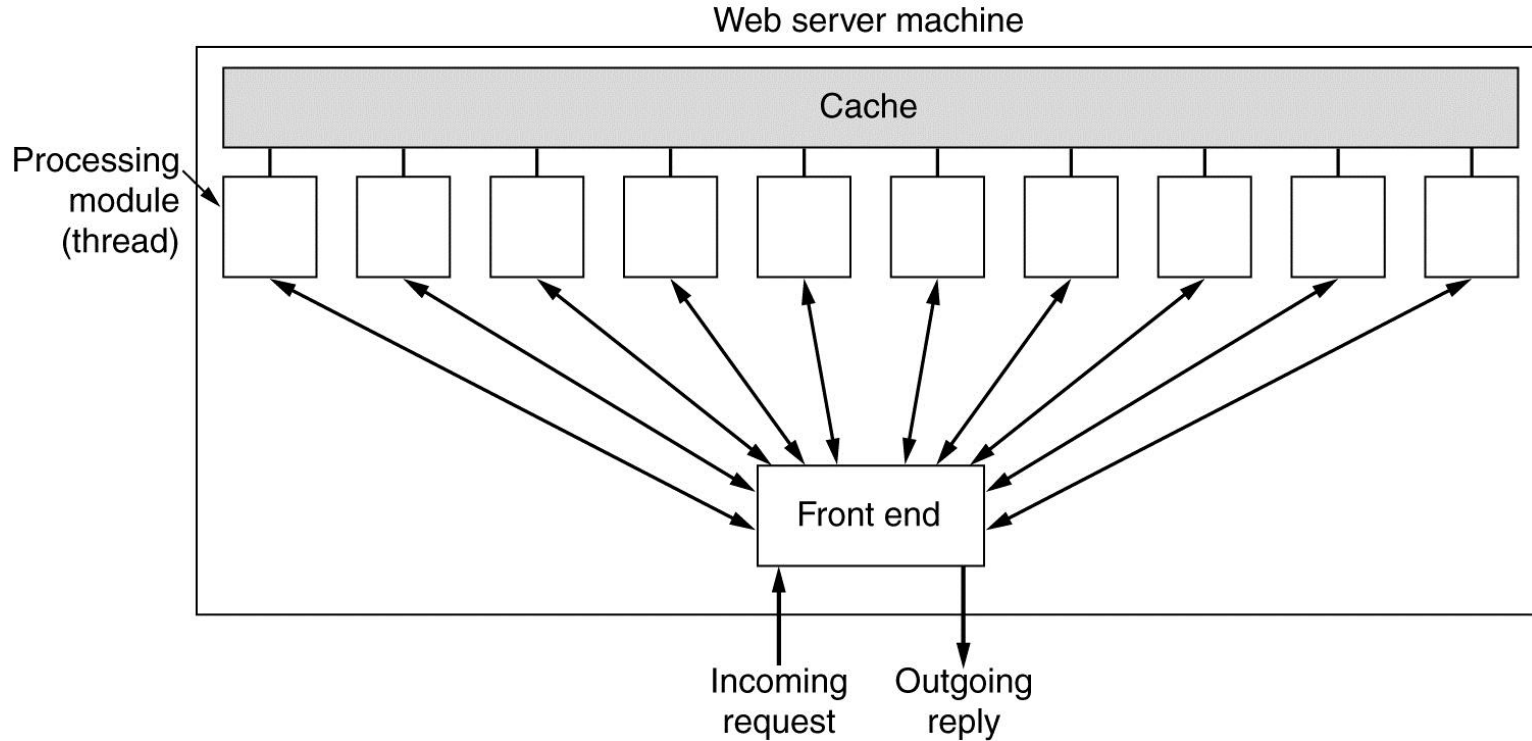 Web server machine
Cache
Processing
module
(thread)
Front end
Incoming
request
Outgoing
reply